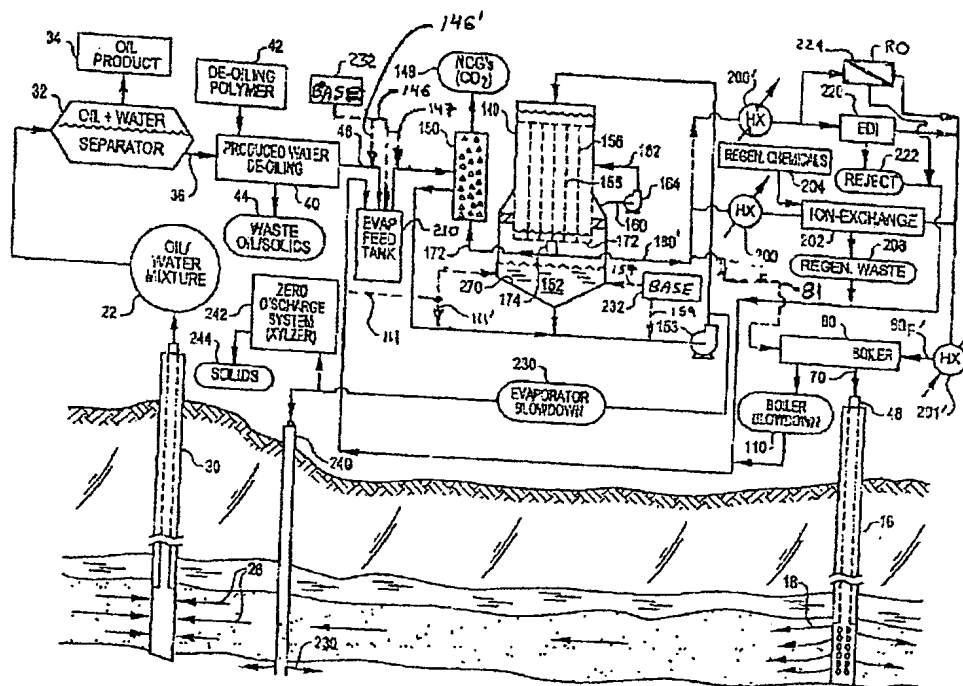 146'
34
OIL
PRODUCT
42
DE-OILING
POLYMER
232
BASE
146
147
149
NCG's
(CO2)
224
RO
32
OIL + WATER
SEPARATOR
36
46
PRODUCED WATER
DE-OILING
40
44
WASTE
OIL/SOLIDS
150
110
156
155
162
164
160
172
172
180'
200'
HX
220
EDI
REGEN. CHEMICALS
204
222
REJECT
HX
200
ION-EXCHANGE
202
208
REGEN. WASTE
EVAP
FEED
TANK
210
OIL/
WATER
MIXTURE
22
242
ZERO
DISCHARGE
SYSTEM
(XYLZER)
244
SOLIDS
111
111'
270
174
152
159
232
BASE
159
153
81
80
BOILER
80F'
HX
201'
70
48
230
EVAPORATOR
BLOWDOWN
BOILER
BLOWDOWN
110
240
30
16
18
28
230